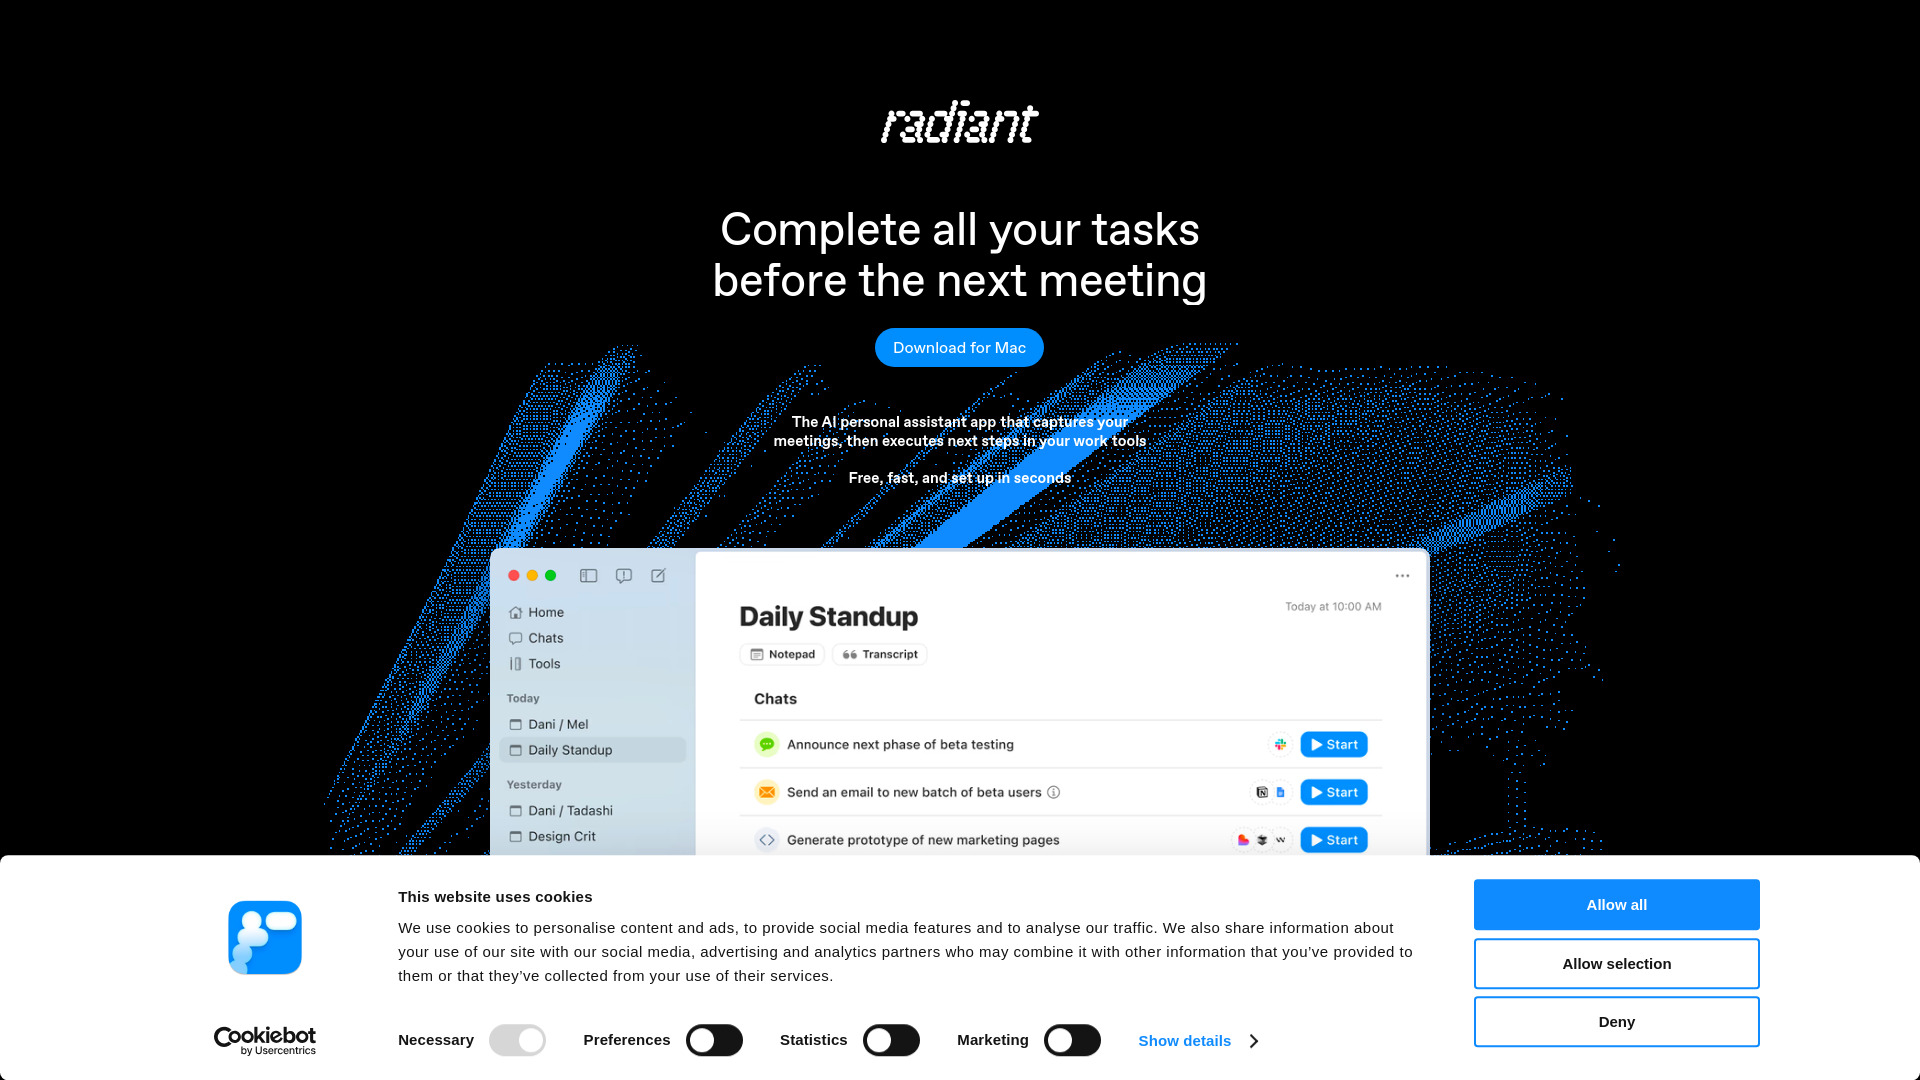 radiant
Complete all your tasks
before the next meeting
Download for Mac
The AI personal assistant app that captures your
meetings, then executes next steps in your work tools
Free, fast, and set up in seconds
Home
Chats
Tools
Today
Dani / Mel
Daily Standup
Yesterday
Dani / Tadashi
Design Crit
Daily Standup
Today at 10:00 AM
Notepad
Transcript
Chats
Announce next phase of beta testing
Start
Send an email to new batch of beta users
Start
Generate prototype of new marketing pages
Start
Cookiebot
by Usercentrics
This website uses cookies
We use cookies to personalise content and ads, to provide social media features and to analyse our traffic. We also share information about
your use of our site with our social media, advertising and analytics partners who may combine it with other information that you’ve provided to
them or that they’ve collected from your use of their services.
Necessary
Preferences
Statistics
Marketing
Show details
Allow all
Allow selection
Deny